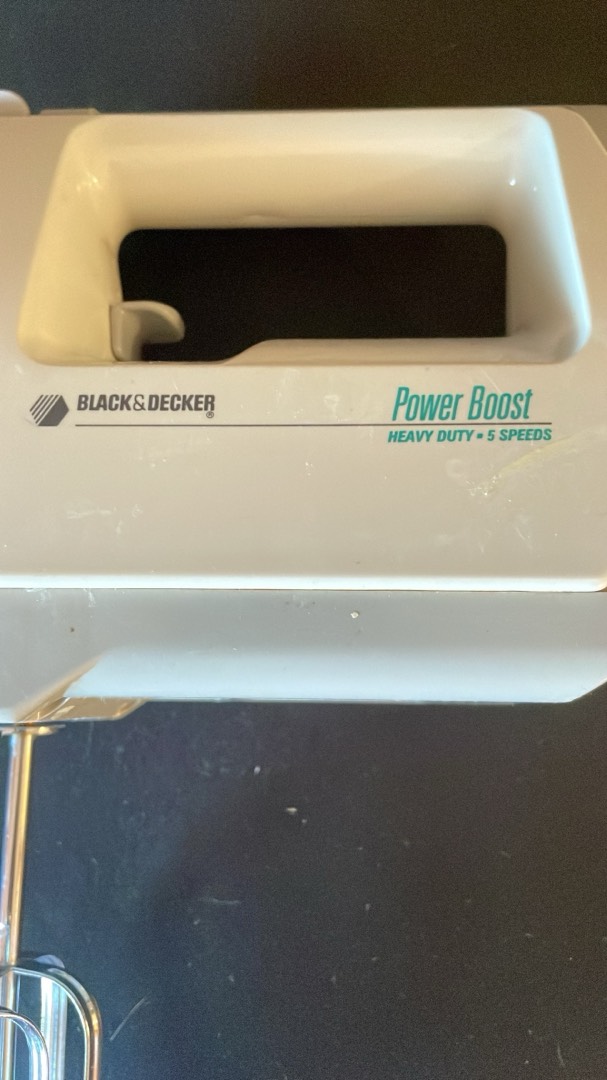 BLACK&DECKER®
Power Boost
HEAVY DUTY ▪ 5 SPEEDS